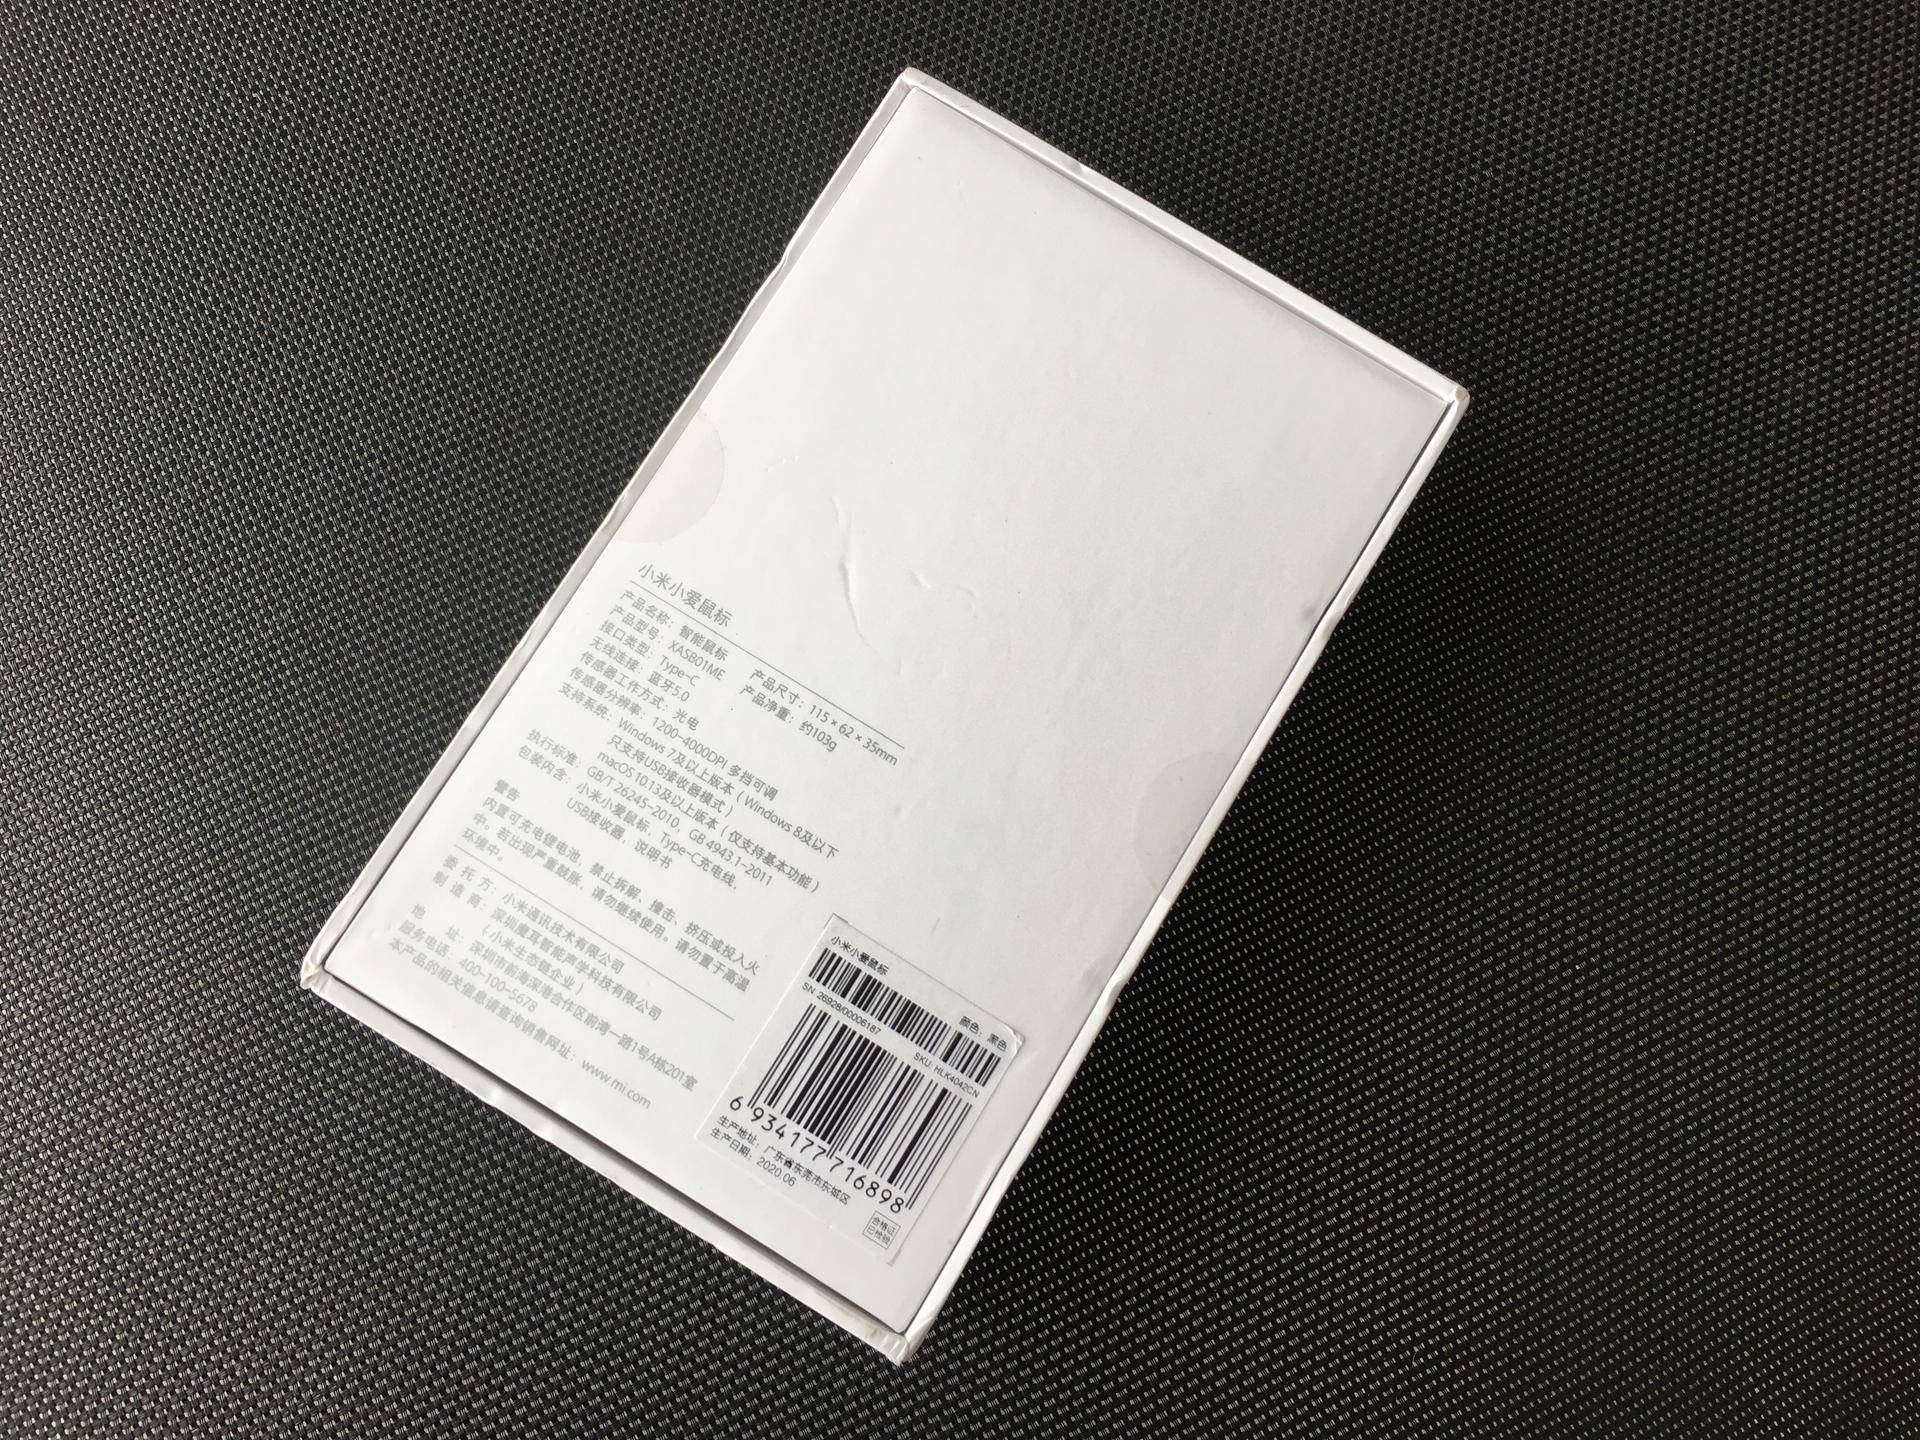 小米小爱鼠标
产品名称：智能鼠标
产品型号：XASB01ME
接口类型：Type-C
无线连接：蓝牙5.0
产品尺寸：115×62×35mm
产品净重：约103g
传感器工作方式：光电
传感器分辨率：1200-4000DPI 多挡可调
支持系统：Windows 7及以上版本（Windows 8及以下
只支持USB接收器模式）
macOS 10.13及以上版本（仅支持基本功能）
执行标准：GB/T 26245-2010，GB 4943.1-2011
包装内含：小米小爱鼠标，Type-C充电线，
USB接收器，说明书
警告
内置可充电锂电池，禁止拆解、撞击、挤压或投入火
中。若出现严重鼓胀，请勿继续使用。请勿置于高温
环境中。
委 托 方：小米通讯技术有限公司
制 造 商：深圳魔耳智能声学科技有限公司
（小米生态链企业）
地 址：深圳市前海深港合作区前湾一路1号A栋201室
服务电话：400-100-5678
本产品的相关信息请查询销售网址：www.mi.com
小米小爱鼠标 颜色：黑色
SN: 26928/00006187 SKU: HLK4042CN
6 934177 716898
生产地址：广东省东莞市东城区
生产日期：2020.06
合格证
已检验